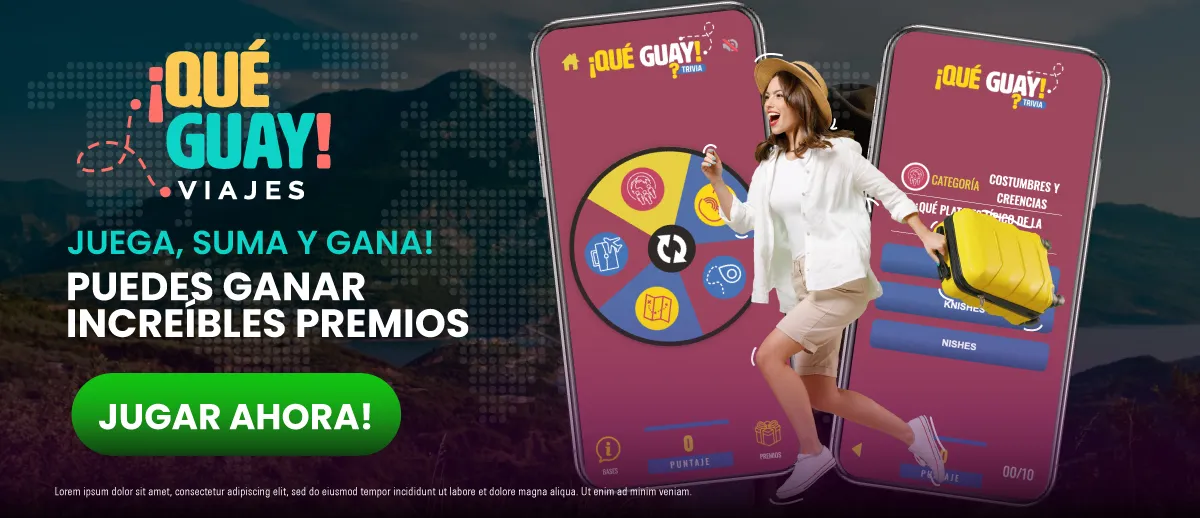 ¡QUÉ
GUAY!
VIAJES
JUEGA, SUMA Y GANA!
PUEDES GANAR
INCREÍBLES PREMIOS
JUGAR AHORA!
Lorem ipsum dolor sit amet, consectetur adipiscing elit, sed do eiusmod tempor incididunt ut labore et dolore magna aliqua. Ut enim ad minim veniam.
¡QUÉ GUAY!
? TRIVIA
0
PUNTAJE
BASES
PREMIOS
¡QUÉ GUAY!
? TRIVIA
CATEGORÍA
COSTUMBRES Y
CREENCIAS
DE LA
KNISHES
NISHES
00/10